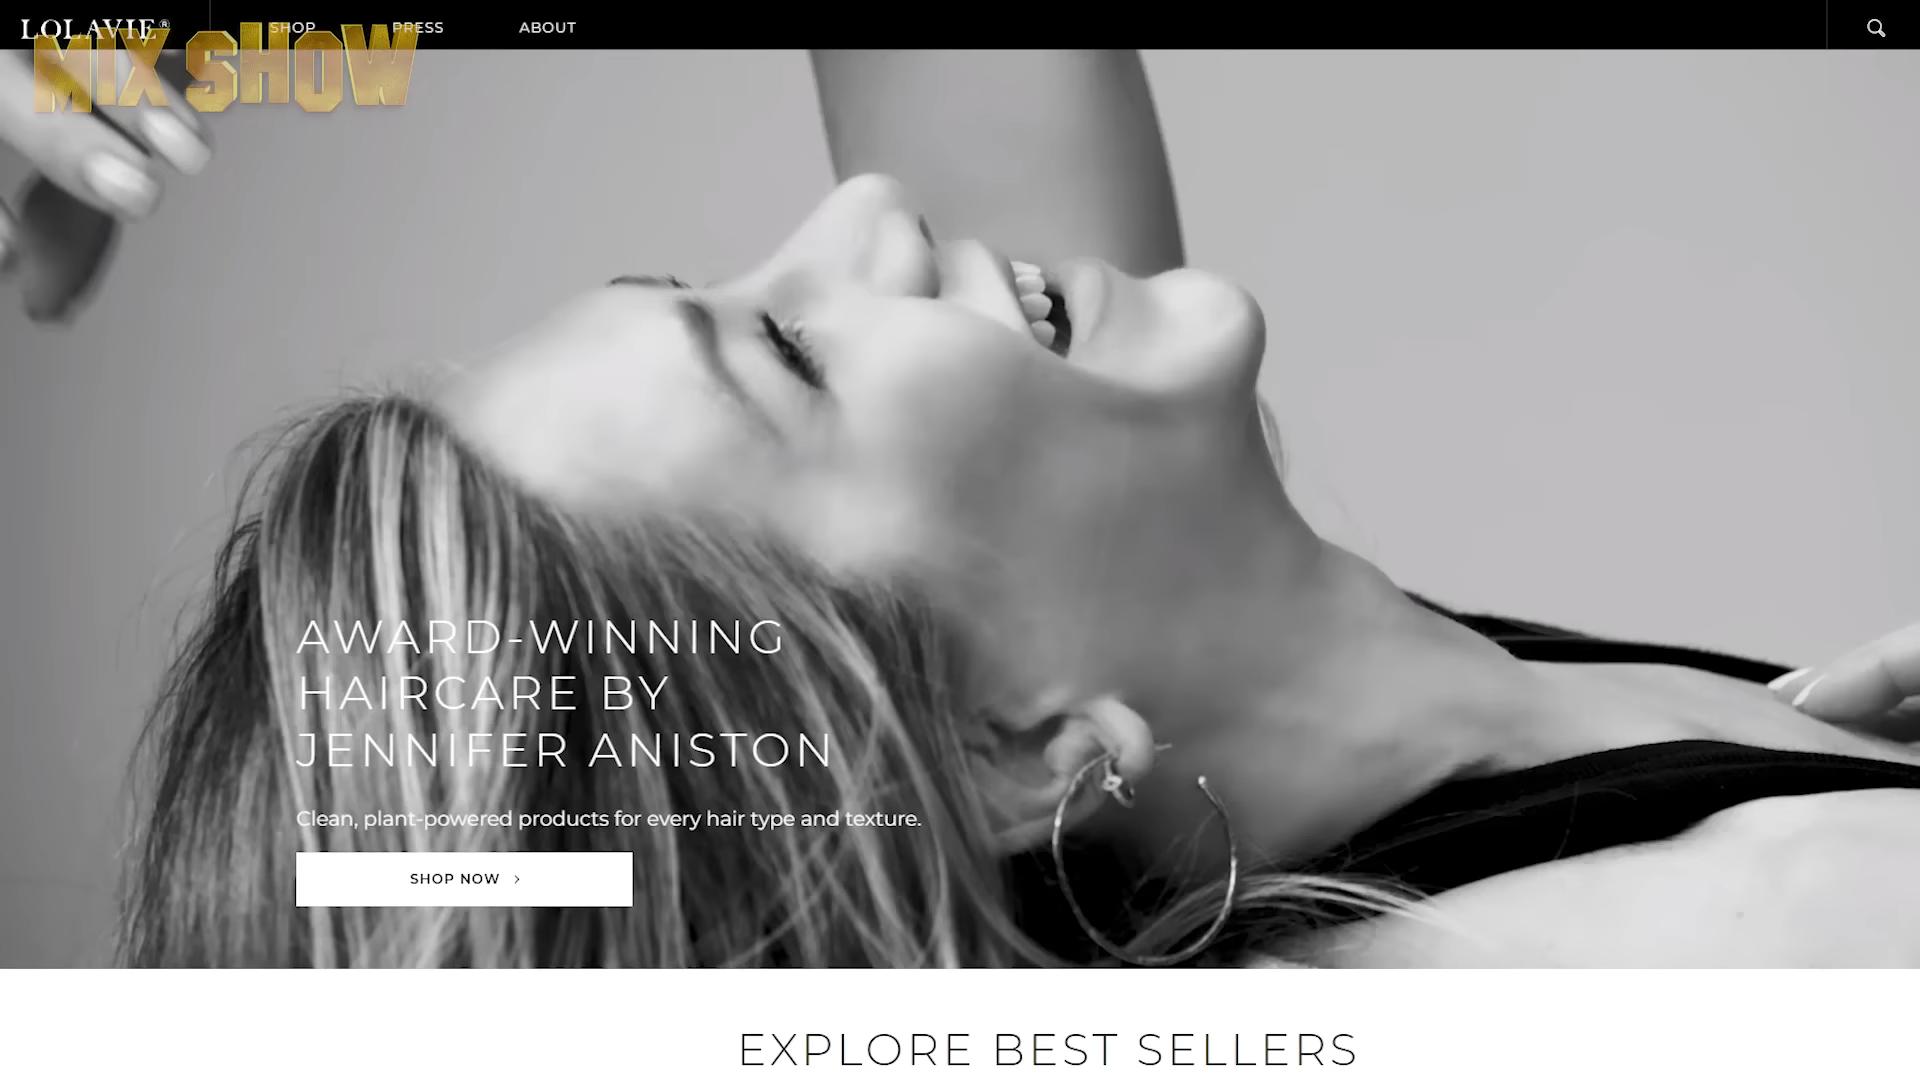 LOLAVIE®
SHOP
PRESS
ABOUT
MIX SHOW
AWARD-WINNING
HAIRCARE BY
JENNIFER ANISTON
Clean, plant-powered products for every hair type and texture.
SHOP NOW >
EXPLORE BEST SELLERS